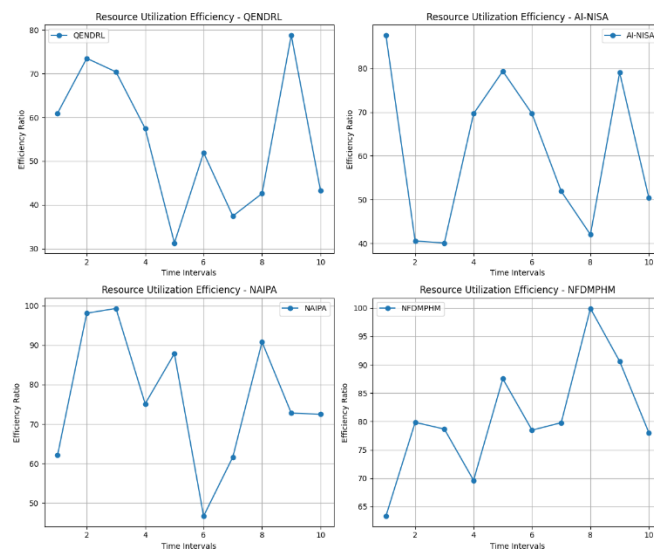 Resource Utilization Efficiency - QENDRL
80
70
60
50
40
30
Efficiency Ratio
QENDRL
2
4
6
8
10
Time Intervals
Resource Utilization Efficiency - AI-NISA
80
70
60
50
40
Efficiency Ratio
AI-NISA
2
4
6
8
10
Time Intervals
Resource Utilization Efficiency - NAIPA
100
90
80
70
60
50
Efficiency Ratio
NAIPA
2
4
6
8
10
Time Intervals
Resource Utilization Efficiency - NFDMPHM
100
95
90
85
80
75
70
65
Efficiency Ratio
NFDMPHM
2
4
6
8
10
Time Intervals